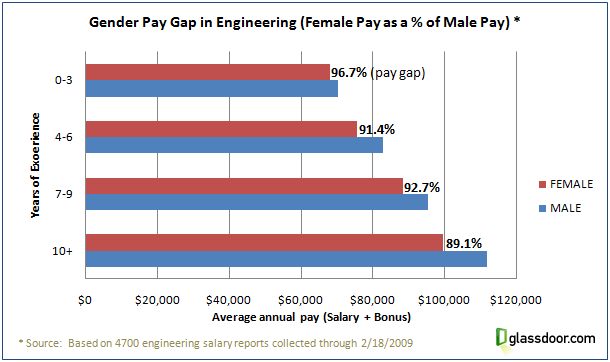 Gender Pay Gap in Engineering (Female Pay as a % of Male Pay) *
Years of Exoerience
0-3
96.7% (pay gap)
4-6
91.4%
7-9
92.7%
10+
89.1%
FEMALE
MALE
$0 $20,000 $40,000 $60,000 $80,000 $100,000 $120,000
Average annual pay (Salary + Bonus)
* Source: Based on 4700 engineering salary reports collected through 2/18/2009
glassdoor.com